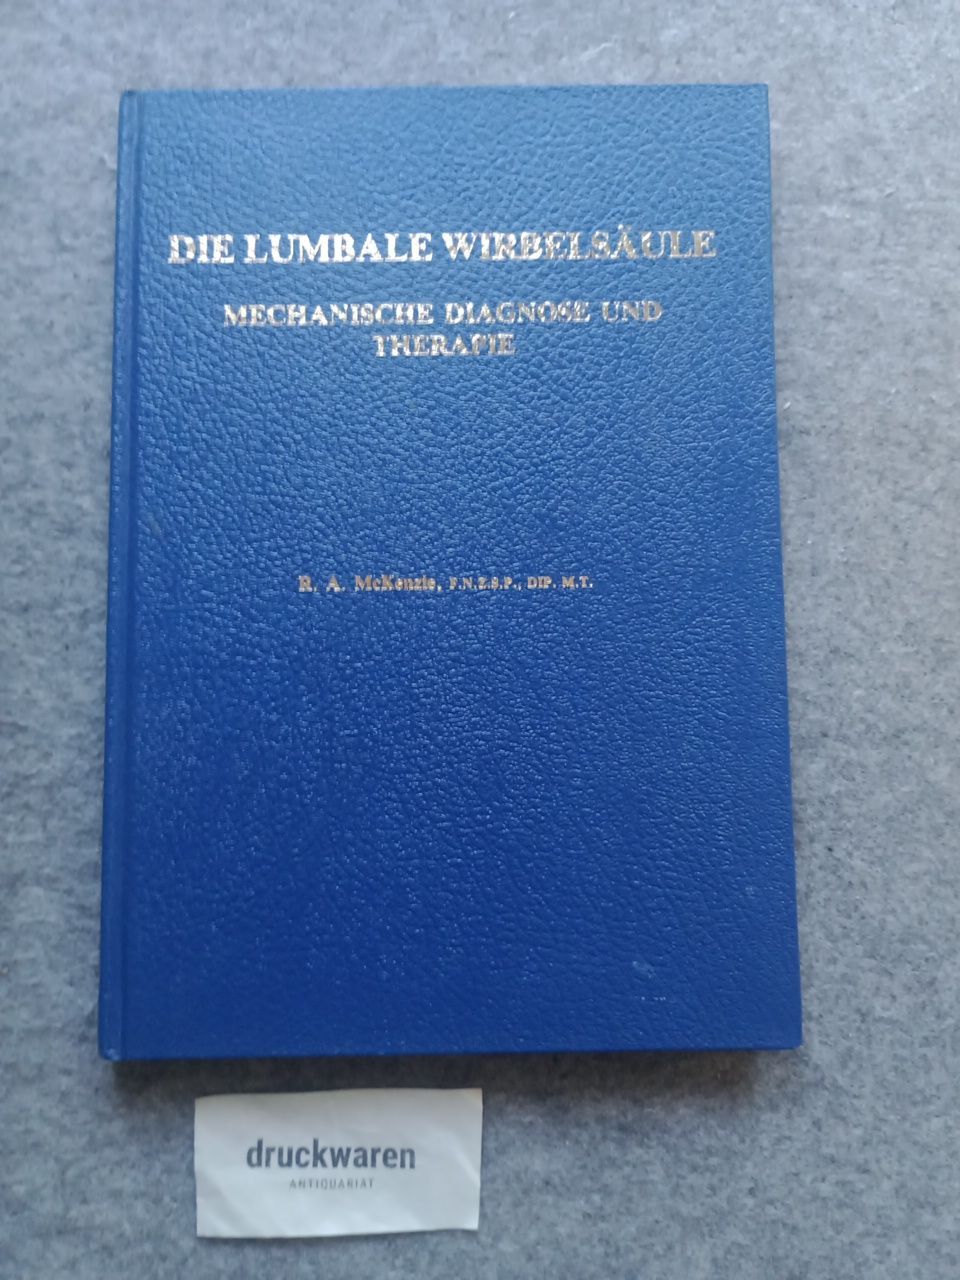 DIE LUMBALE WIRBELSÄULE
MECHANISCHE DIAGNOSE UND
THERAPIE
R. A. McKenzie, F.N.Z.S.P., DIP. M.T.
druckwaren
ANTIQUARIAT